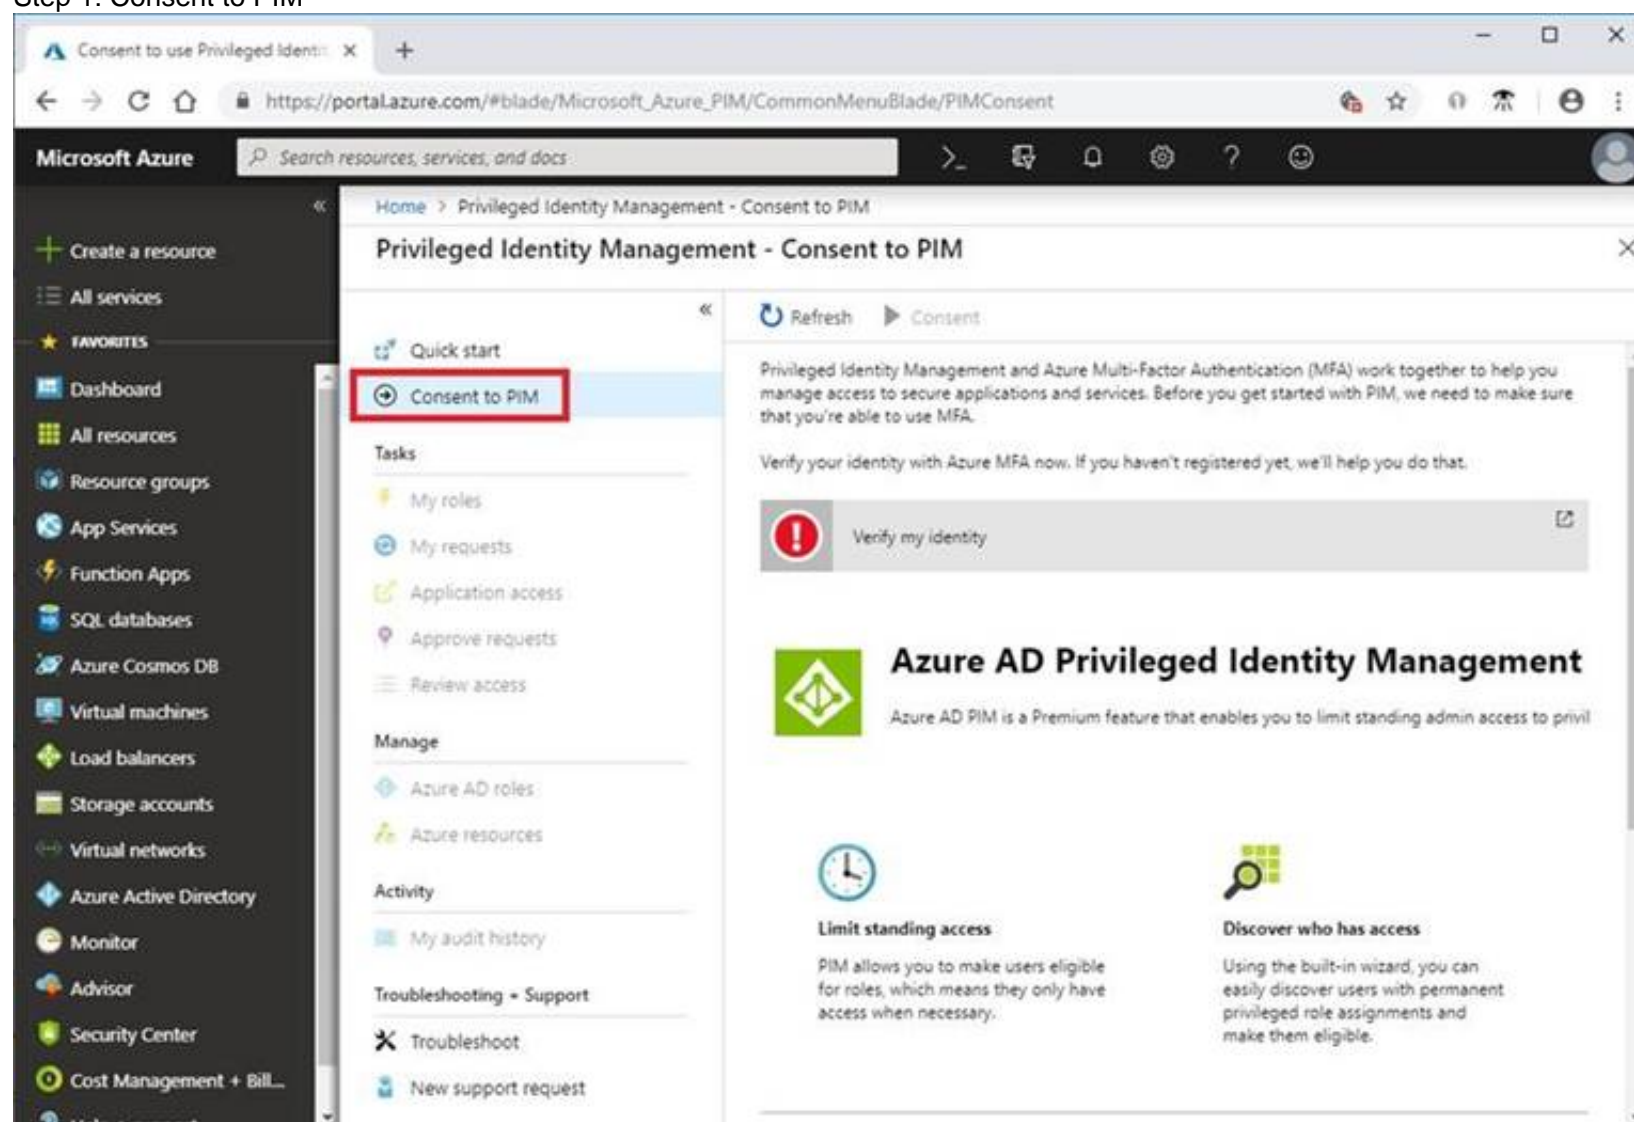 Step 1: Consent to PIM
Consent to use Privileged Identit
https://portal.azure.com/#blade/Microsoft_Azure_PIM/CommonMenuBlade/PIMConsent
Microsoft Azure
Search resources, services, and docs
Home > Privileged Identity Management - Consent to PIM
Privileged Identity Management - Consent to PIM
Create a resource
All services
FAVORITES
Dashboard
All resources
Resource groups
App Services
Function Apps
SQL databases
Azure Cosmos DB
Virtual machines
Load balancers
Storage accounts
Virtual networks
Azure Active Directory
Monitor
Advisor
Security Center
Cost Management + Bill...
Quick start
Consent to PIM
Tasks
My roles
My requests
Application access
Approve requests
Review access
Manage
Azure AD roles
Azure resources
Activity
My audit history
Troubleshooting + Support
Troubleshoot
New support request
Refresh
Consent
Privileged Identity Management and Azure Multi-Factor Authentication (MFA) work together to help you
manage access to secure applications and services. Before you get started with PIM, we need to make sure
that you're able to use MFA.
Verify your identity with Azure MFA now. If you haven't registered yet, we'll help you do that.
Verify my identity
Azure AD Privileged Identity Management
Azure AD PIM is a Premium feature that enables you to limit standing admin access to privil
Limit standing access
PIM allows you to make users eligible
for roles, which means they only have
access when necessary.
Discover who has access
Using the built-in wizard, you can
easily discover users with permanent
privileged role assignments and
make them eligible.